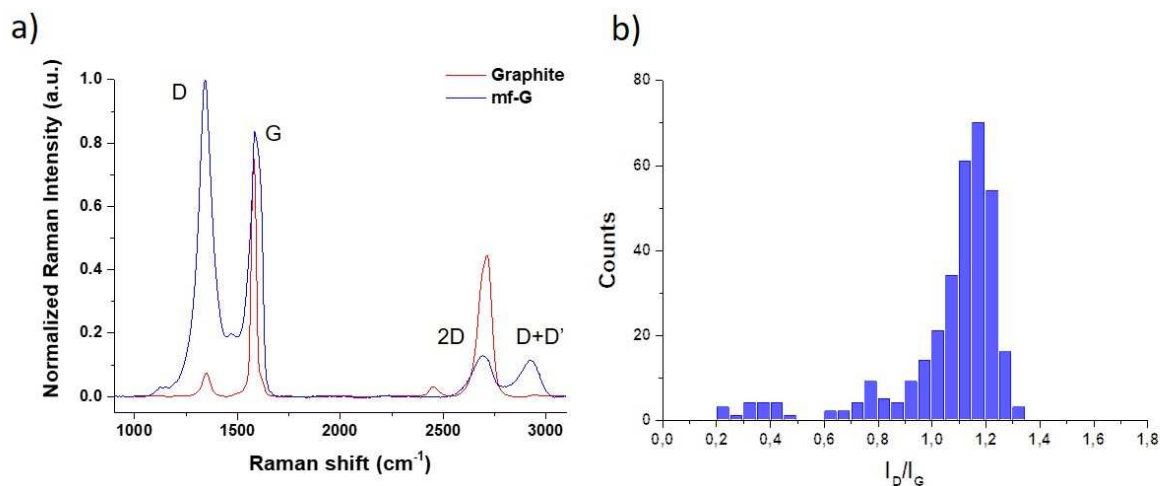 a)
Normalized Raman Intensity (a.u.)
1.0
0.8
0.6
0.4
0.2
0.0
D
G
2D
D+D'
Graphite
mf-G
1000
1500
2000
2500
3000
Raman shift (cm⁻¹)
b)
Counts
80
60
40
20
0
0,0
0,2
0,4
0,6
0,8
1,0
1,2
1,4
1,6
1,8
I_D/I_G